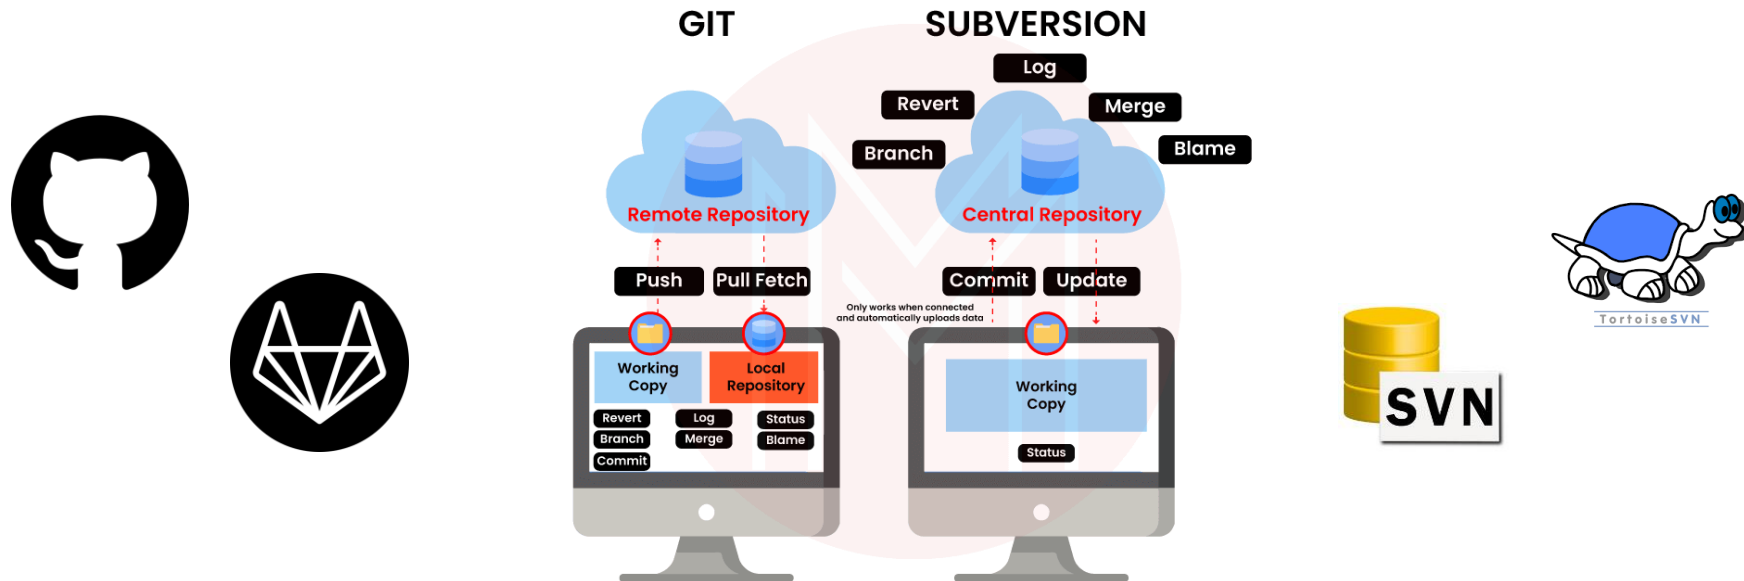 GIT
SUBVERSION
Log
Revert
Merge
Branch
Blame
Remote Repository
Central Repository
Push
Pull Fetch
Commit
Update
Only works when connected
and automatically uploads data
Working
Copy
Local
Repository
Revert
Log
Status
Branch
Merge
Blame
Commit
Working
Copy
Status
SVN
TortoiseSVN